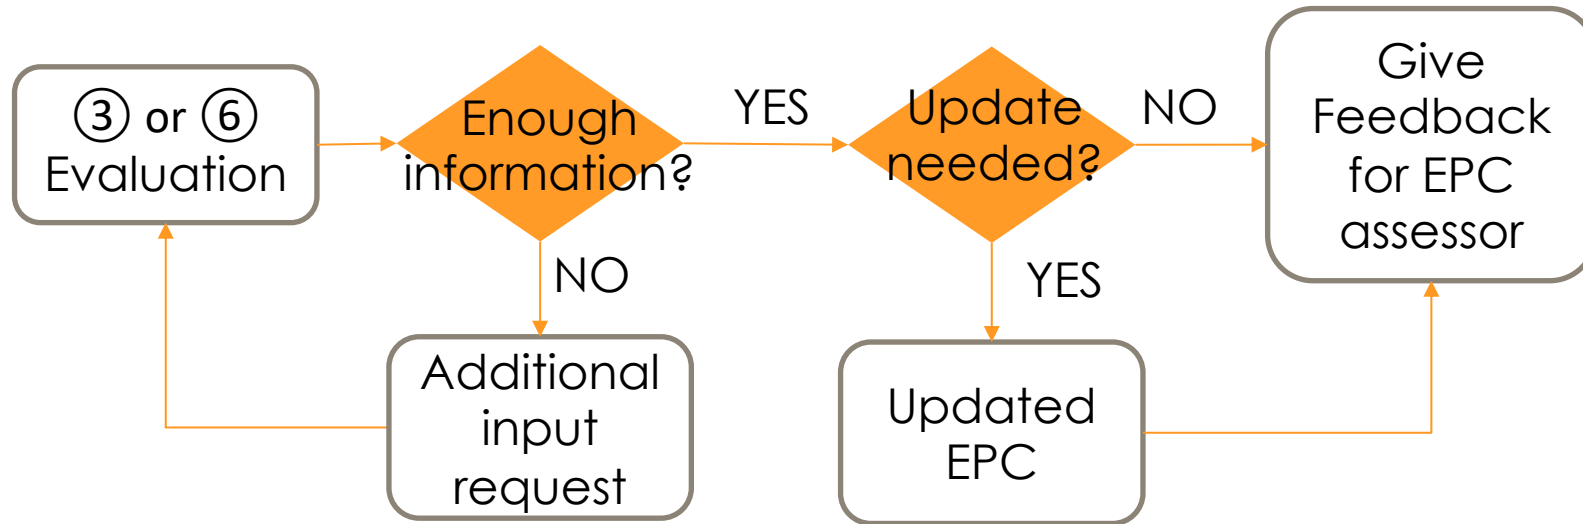 ③ or ⑥
Evaluation
Enough
information?
YES
Update
needed?
NO
Give
Feedback
for EPC
assessor
NO
YES
Additional
input
request
Updated
EPC